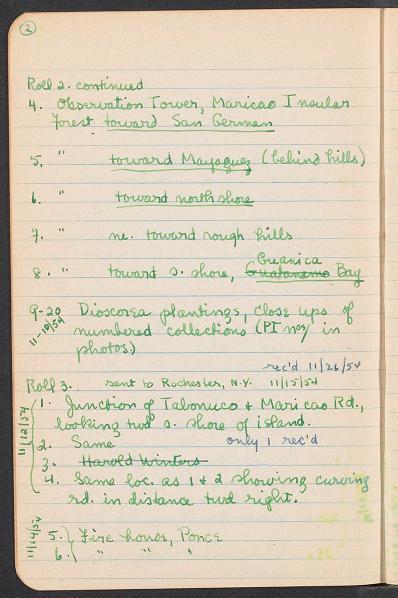 2
Roll 2. continued
4. Observation Tower, Maricao Insular
Forest toward San German
5. " toward Mayaguez (behind hills)
6. " toward north shore
7. " ne. toward rough hills
Guanica
8. " toward s. shore, Guatanamo Bay
9-20 Dioscorea plantings, close ups of
11-10/54 numbered collections (PI nos/ in
photos)
rec'd 11/26/54
Roll 3. sent to Rochester, N.Y. 11/15/54
11/12/54
1. Junction of Tabonuco & Maricao Rd.,
looking twd s. shore of island.
2. Same only 1 rec'd
3. Harold Winters
4. Same loc. as 1 & 2 showing curving
rd. in distance twd right.
11/14/54
5. Fire house, Ponce
6. " " "